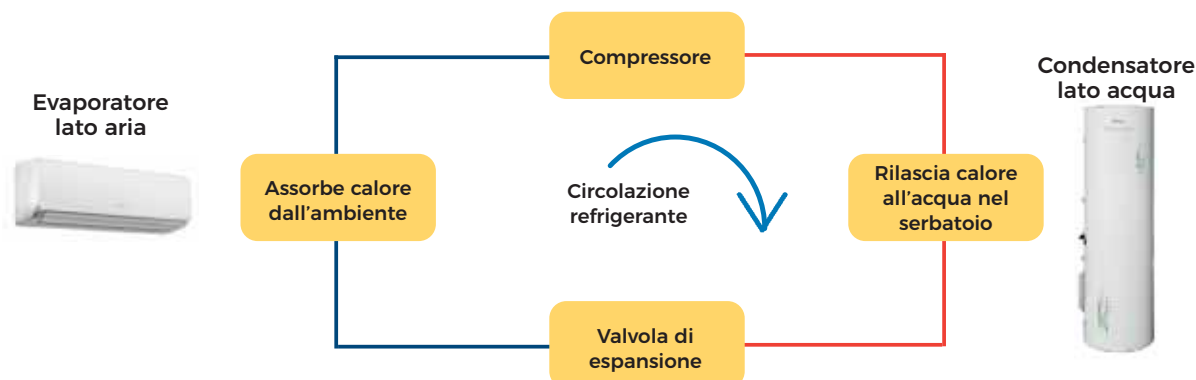 Compressore
Condensatore
lato acqua
Evaporatore
lato aria
Assorbe calore
dall'ambiente
Circolazione
refrigerante
Rilascia calore
all'acqua nel
serbatoio
Valvola di
espansione